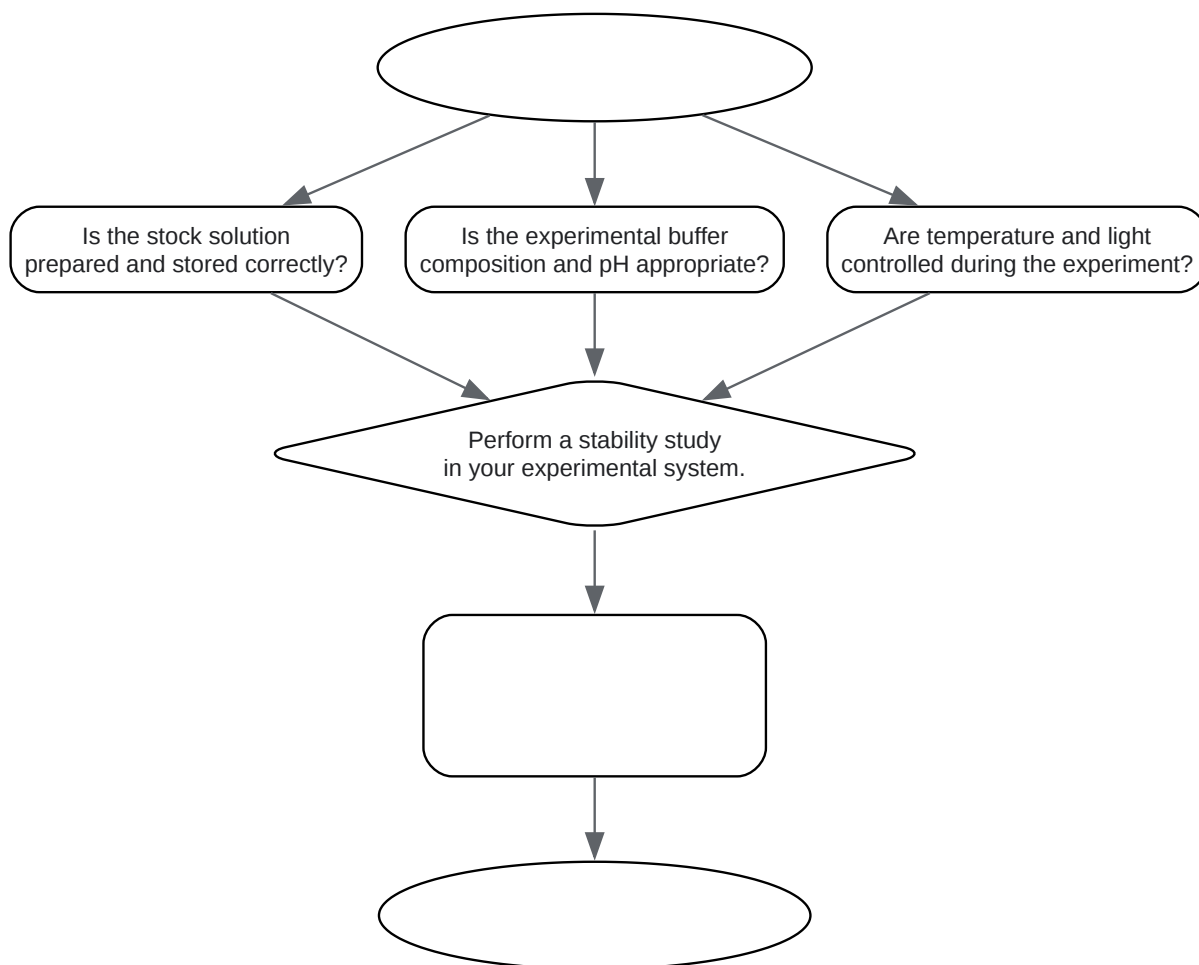 Is the stock solution
prepared and stored correctly?
Is the experimental buffer
composition and pH appropriate?
Are temperature and light
controlled during the experiment?
Perform a stability study
in your experimental system.